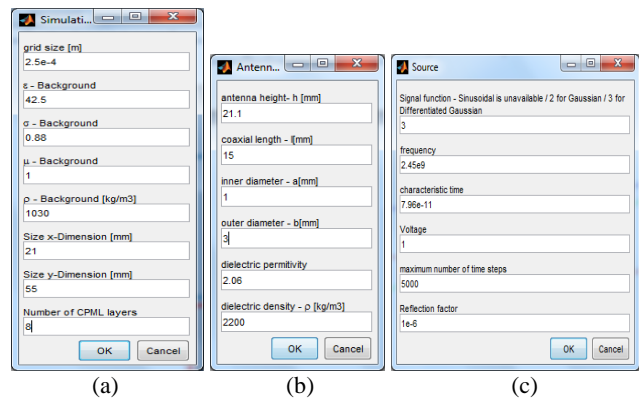 Simulati...
grid size [m]
2.5e-4
ε - Background
42.5
σ - Background
0.88
μ - Background
1
ρ - Background [kg/m3]
1030
Size x-Dimension [mm]
21
Size y-Dimension [mm]
55
Number of CPML layers
8
OK Cancel
(a)
Antenn...
antenna height- h [mm]
21.1
coaxial length - l[mm]
15
inner diameter - a[mm]
1
outer diameter - b[mm]
3
dielectric permitivity
2.06
dielectric density - ρ [kg/m3]
2200
OK Cancel
(b)
Source
Signal function - Sinusoidal is unavailable / 2 for Gaussian / 3 for
Differentiated Gaussian
3
frequency
2.45e9
characteristic time
7.96e-11
Voltage
1
maximum number of time steps
5000
Reflection factor
1e-6
OK Cancel
(c)